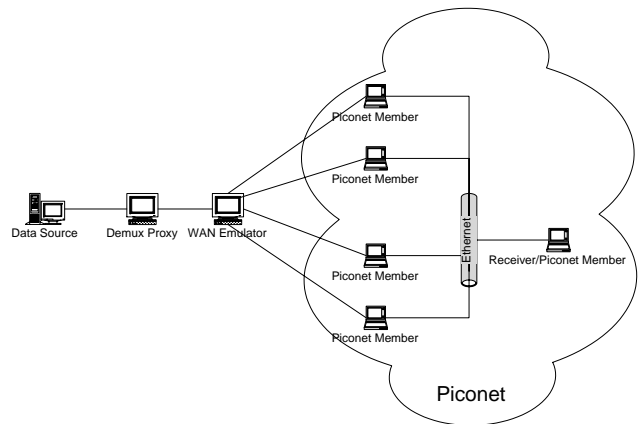 Piconet Member
Piconet Member
Data Source
Demux Proxy
WAN Emulator
Ethernet
Receiver/Piconet Member
Piconet Member
Piconet Member
Piconet